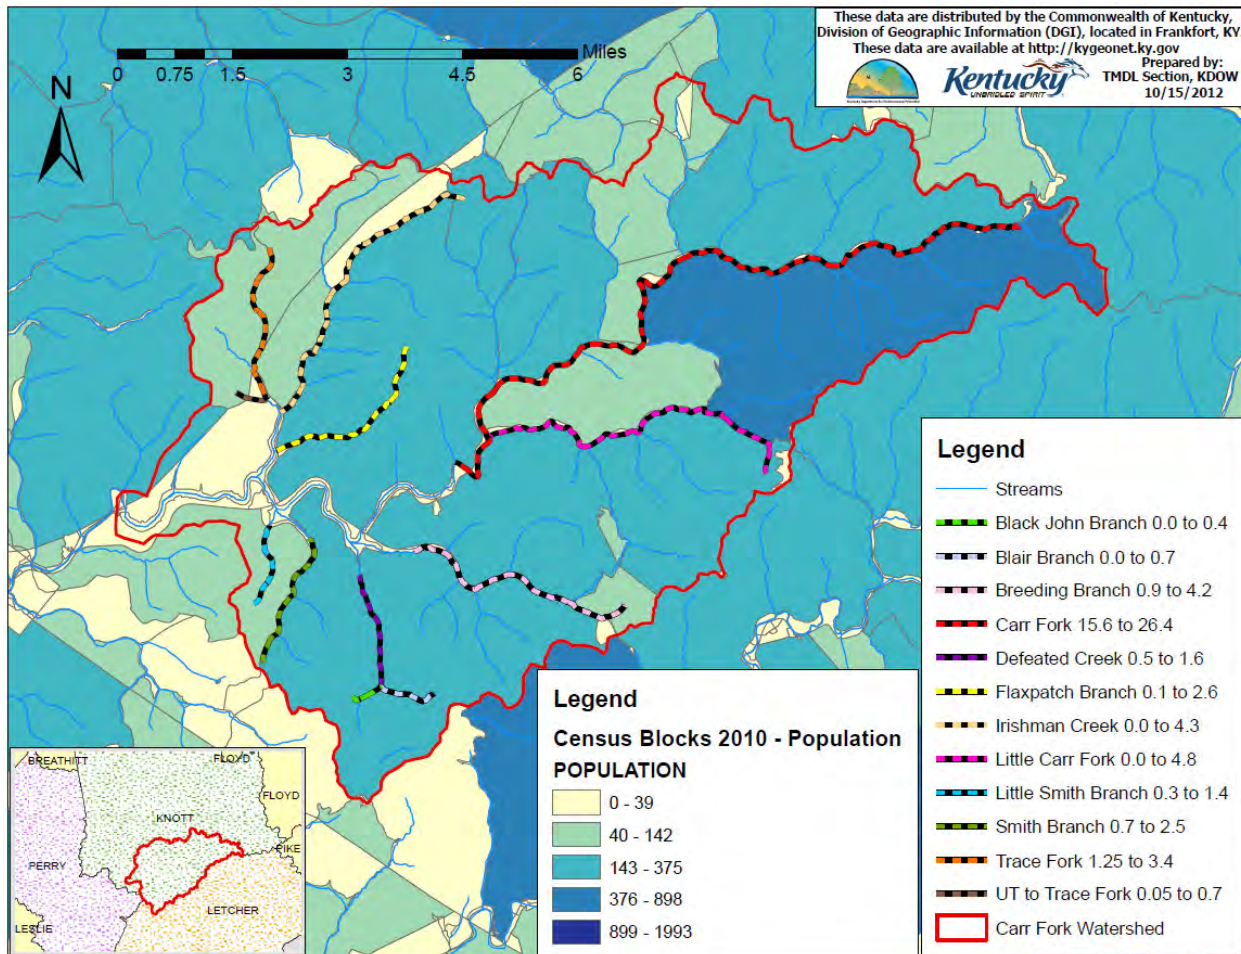 These data are distributed by the Commonwealth of Kentucky,
Division of Geographic Information (DGI), located in Frankfort, KY.
These data are available at http://kygeonet.ky.gov
Prepared by:
TMDL Section, KDOW
10/15/2012
Kentucky
UNBRIDLED SPIRIT
Miles
0 0.75 1.5 3 4.5 6
N
Legend
Streams
Black John Branch 0.0 to 0.4
Blair Branch 0.0 to 0.7
Breeding Branch 0.9 to 4.2
Carr Fork 15.6 to 26.4
Defeated Creek 0.5 to 1.6
Flaxpatch Branch 0.1 to 2.6
Irishman Creek 0.0 to 4.3
Little Carr Fork 0.0 to 4.8
Little Smith Branch 0.3 to 1.4
Smith Branch 0.7 to 2.5
Trace Fork 1.25 to 3.4
UT to Trace Fork 0.05 to 0.7
Carr Fork Watershed
Legend
Census Blocks 2010 - Population
POPULATION
0 - 39
40 - 142
143 - 375
376 - 898
899 - 1993
BREATHITT
FLOYD
FLOYD
KNOTT
PIKE
PERRY
LETCHER
LESLIE